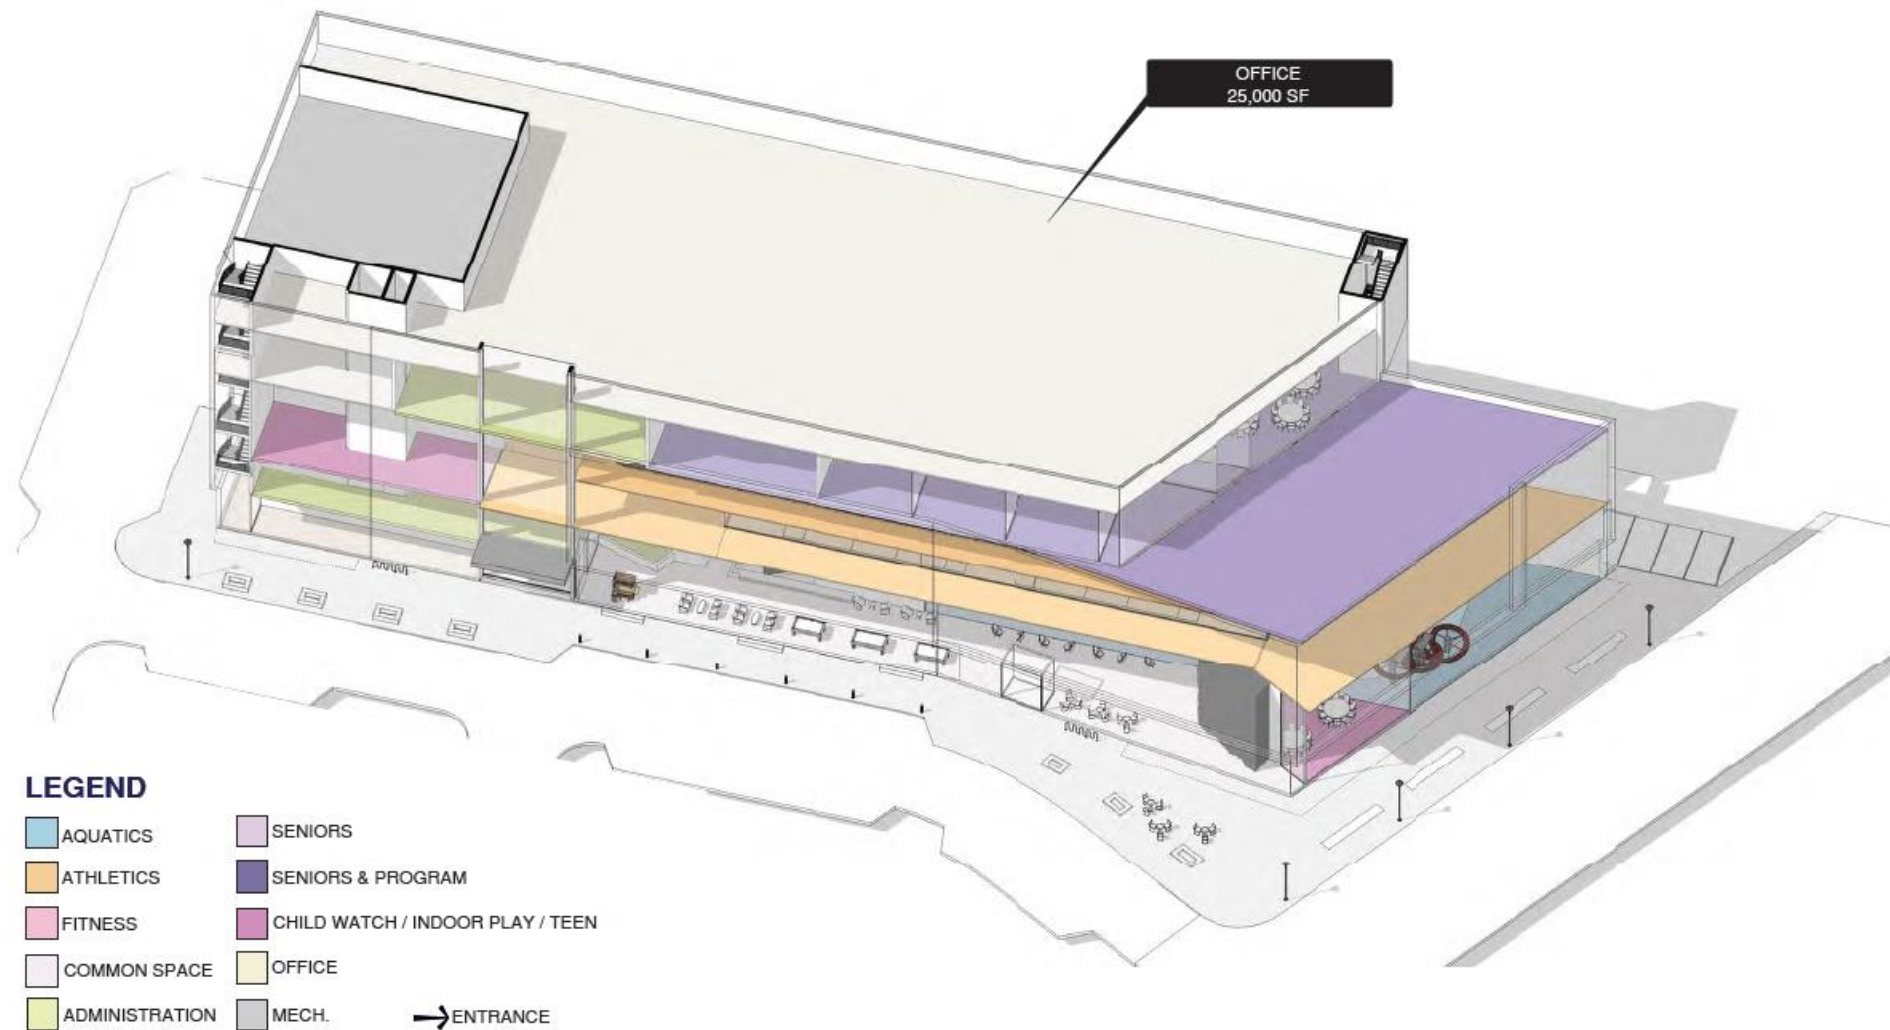 OFFICE
25,000 SF
LEGEND
AQUATICS
ATHLETICS
FITNESS
COMMON SPACE
ADMINISTRATION
SENIORS
SENIORS & PROGRAM
CHILD WATCH / INDOOR PLAY / TEEN
OFFICE
MECH.
ENTRANCE